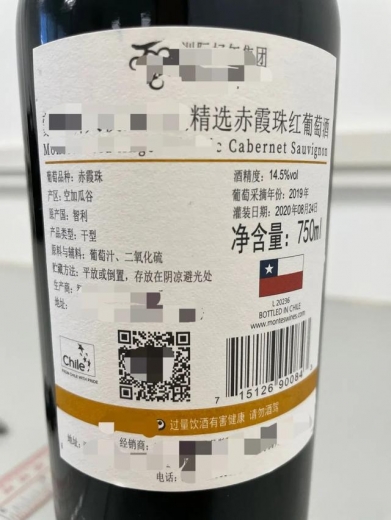 集团
精选赤霞珠红葡萄酒
c Cabernet Sauvignon
葡萄品种：赤霞珠
产区：空加瓜谷
原产国：智利
产品类型：干型
原料与辅料：葡萄汁、二氧化硫
贮藏方法：平放或倒置，存放在阴凉避光处
生产商：
地址：
酒精度：14.5%vol
葡萄采摘年份：2019年
灌装日期：2020年08月24日
净含量：750ml
L 20236
BOTTLED IN CHILE
www.monteswines.com
Chile
7 15126 90084
过量饮酒有害健康 请勿酒驾
地址：
经销商：
电话：